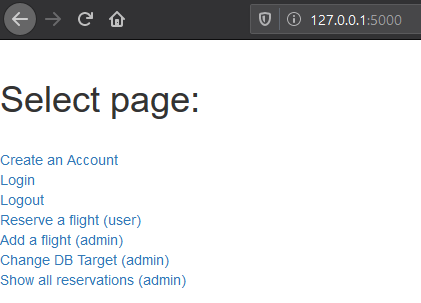 127.0.0.1:5000
Select page:
Create an Account
Login
Logout
Reserve a flight (user)
Add a flight (admin)
Change DB Target (admin)
Show all reservations (admin)